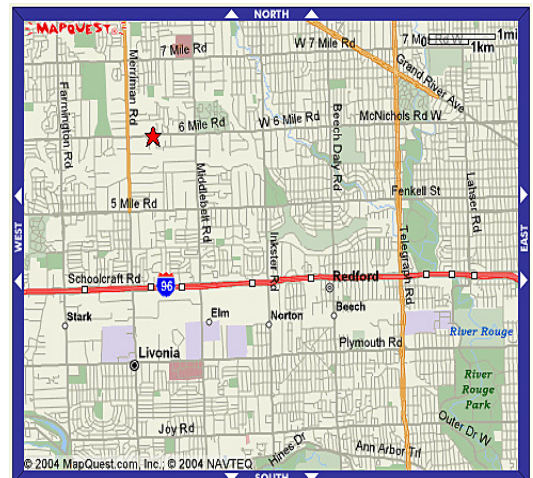 NORTH
MAPQUEST.
1mi
1km
7 Mile Rd
W 7 Mile Rd
7 Mi Rd W
Grand River Ave
Farmington Rd
Merriman Rd
6 Mile Rd
W 6 Mile Rd
McNichols Rd W
Beech Daly Rd
Middlebelt Rd
Fenkell St
Lahser Rd
5 Mile Rd
WEST
EAST
Inkster Rd
Telegraph Rd
Schoolcraft Rd
96
Redford
Stark
Elm
Norton
Beech
River Rouge
Livonia
Plymouth Rd
River
Rouge
Park
Outer Dr W
Joy Rd
Hines Dr
Ann Arbor Trl
© 2004 MapQuest.com, Inc.; © 2004 NAVTEQ
SOUTH